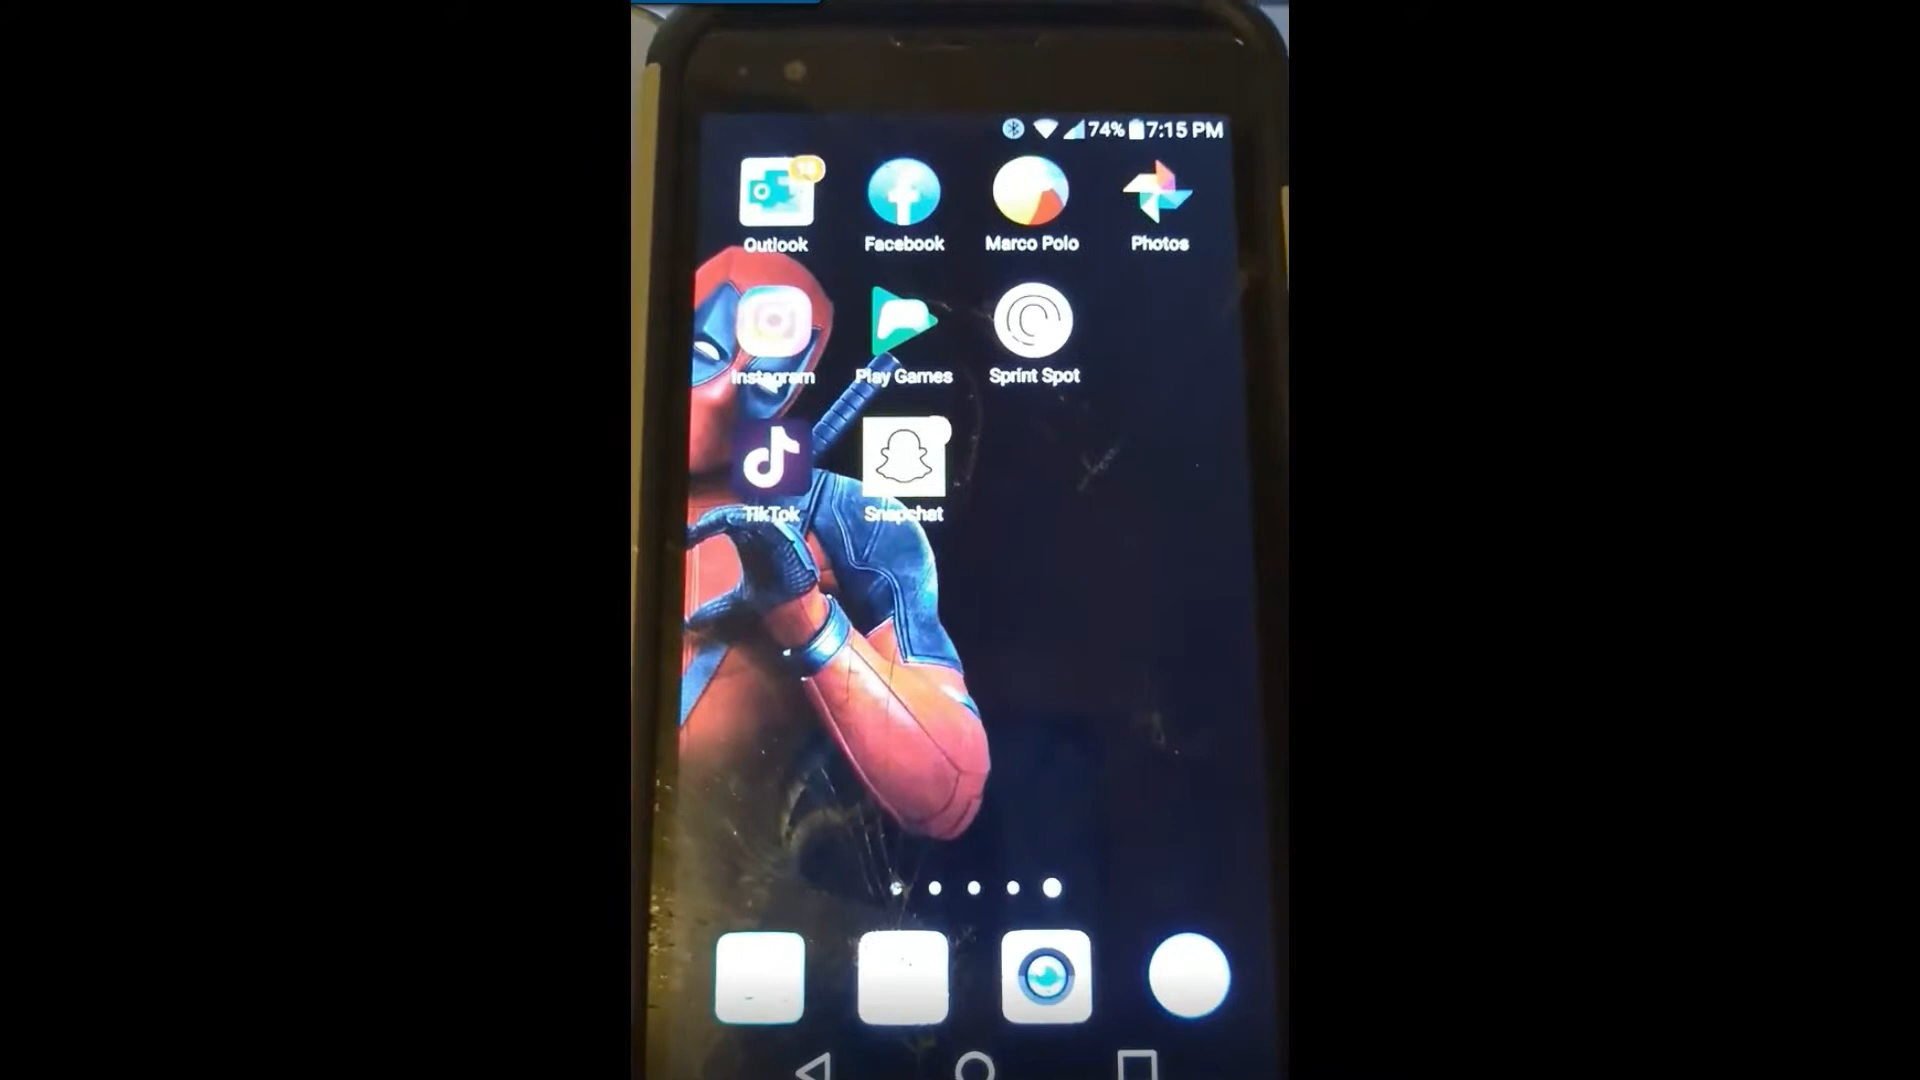 74% 7:15 PM
Outlook Facebook Marco Polo Photos
Instagram Play Games Sprint Spot
TikTok Snapchat